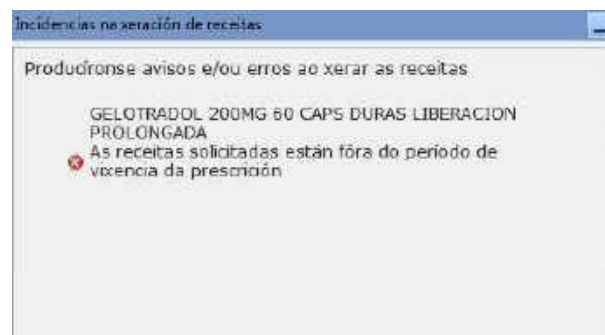 Incidencias na xeración de receitas
Producíronse avisos e/ou erros ao xerar as receitas
GELOTRADOL 200MG 60 CAPS DURAS LIBERACION
PROLONGADA
As receitas solicitadas están fóra do período de
vixencia da prescrición